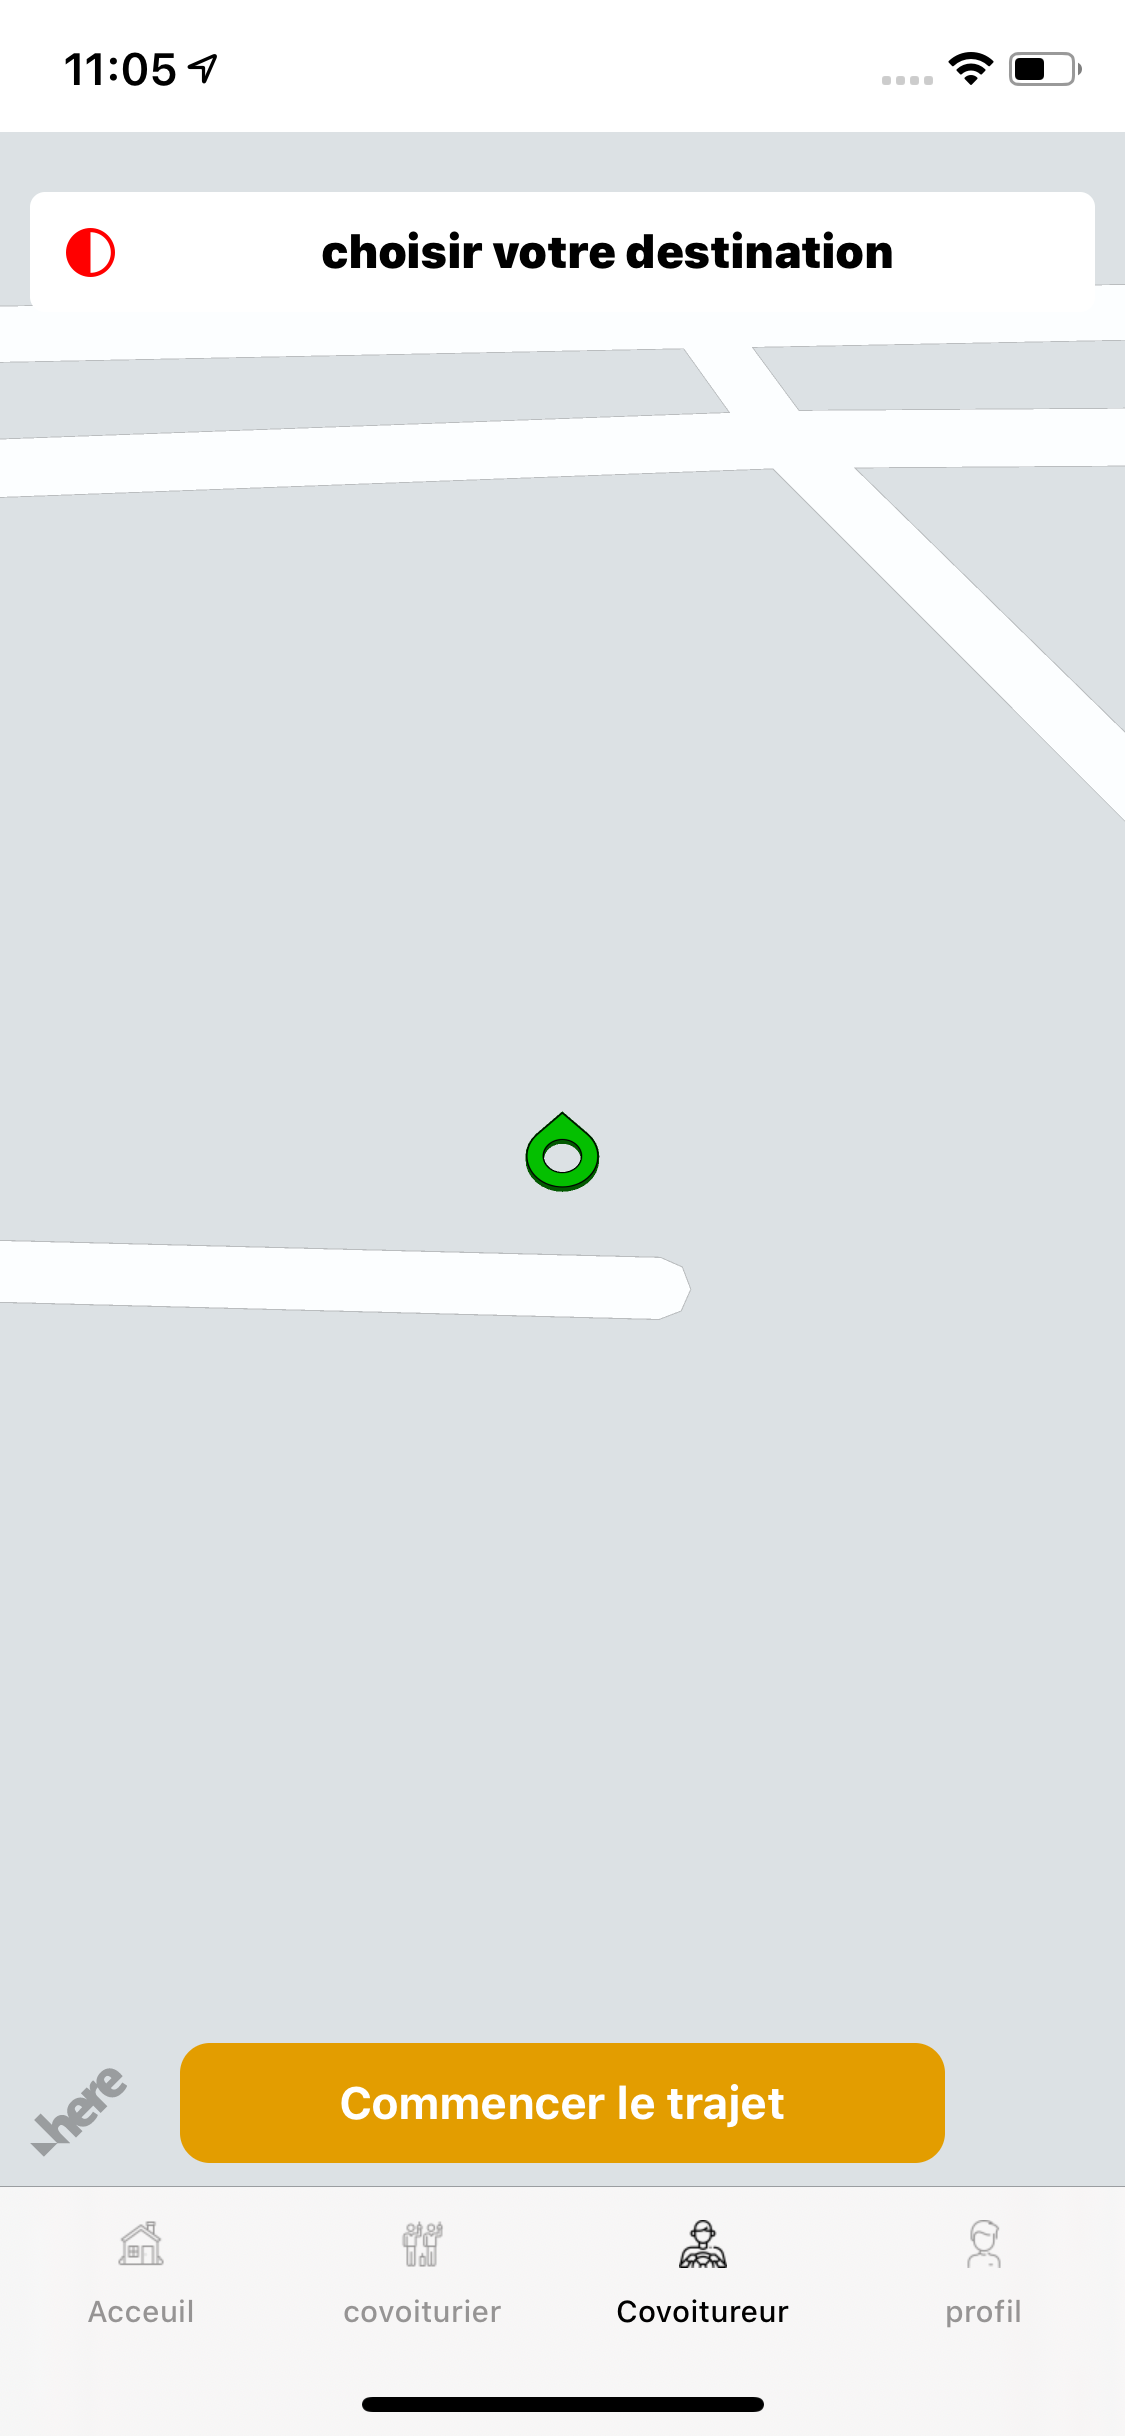 11:05
choisir votre destination
here
Commencer le trajet
Acceuil
covoiturier
Covoitureur
profil